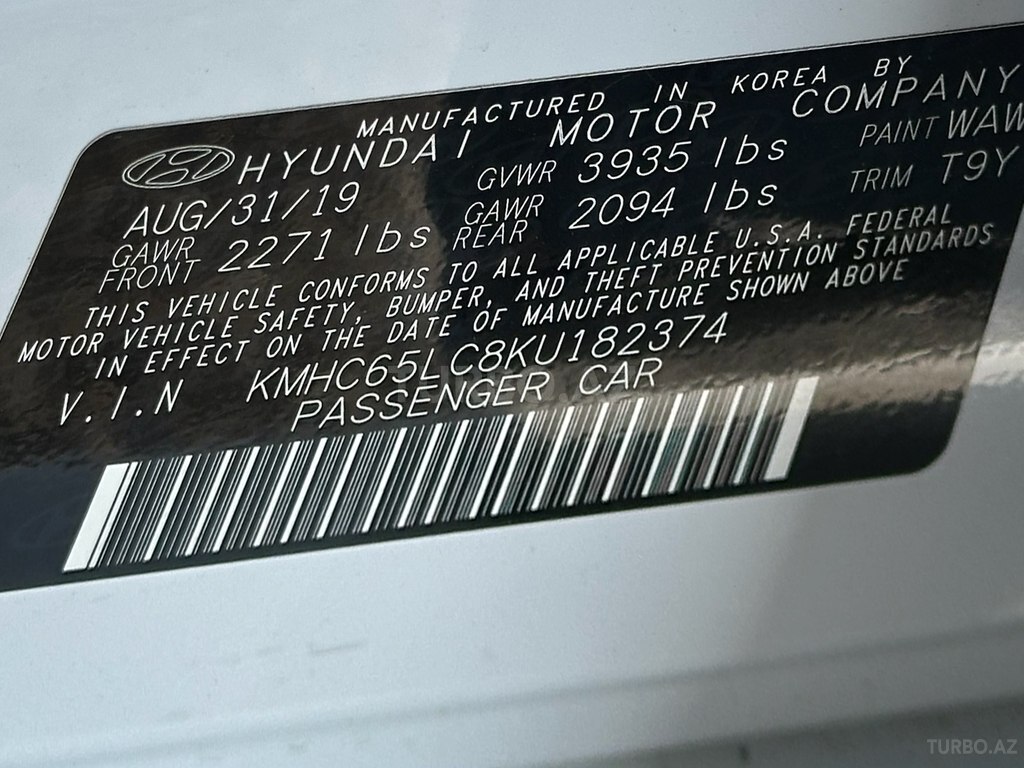 MANUFACTURED IN KOREA BY
HYUNDAI MOTOR COMPANY
AUG/31/19 GVWR 3935 lbs PAINT WAW
GAWR FRONT 2271 lbs GAWR REAR 2094 lbs TRIM T9Y
THIS VEHICLE CONFORMS TO ALL APPLICABLE U.S.A. FEDERAL
MOTOR VEHICLE SAFETY, BUMPER, AND THEFT PREVENTION STANDARDS
IN EFFECT ON THE DATE OF MANUFACTURE SHOWN ABOVE
V.I.N KMHC65LC8KU182374
PASSENGER CAR
TURBO.AZ